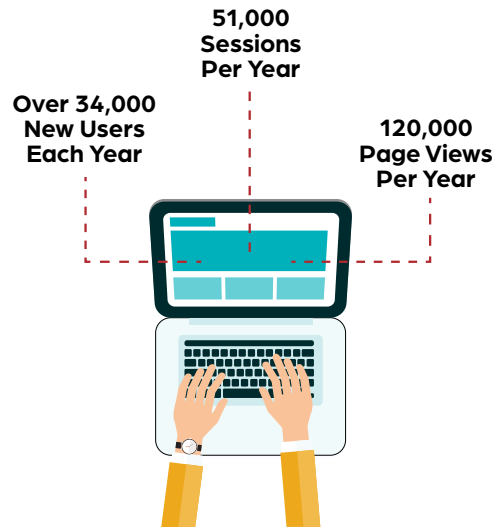 51,000
Sessions
Per Year
Over 34,000
New Users
Each Year
120,000
Page Views
Per Year